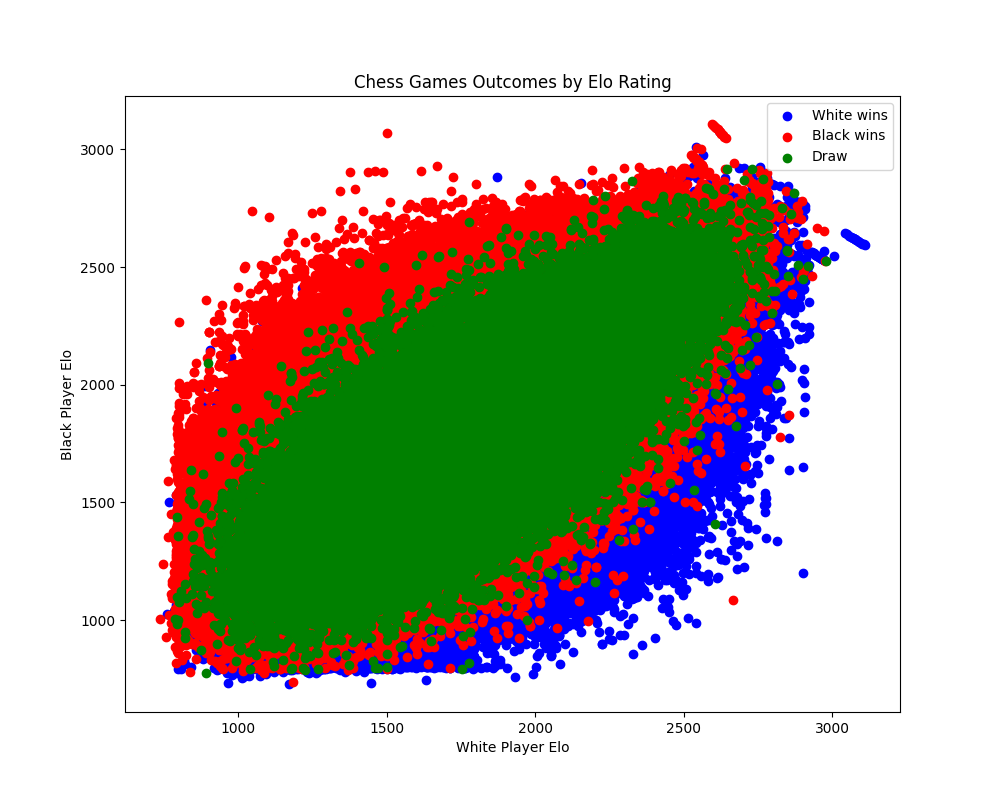 Chess Games Outcomes by Elo Rating
White wins
Black wins
Draw
Black Player Elo
3000
2500
2000
1500
1000
1000 1500 2000 2500 3000
White Player Elo